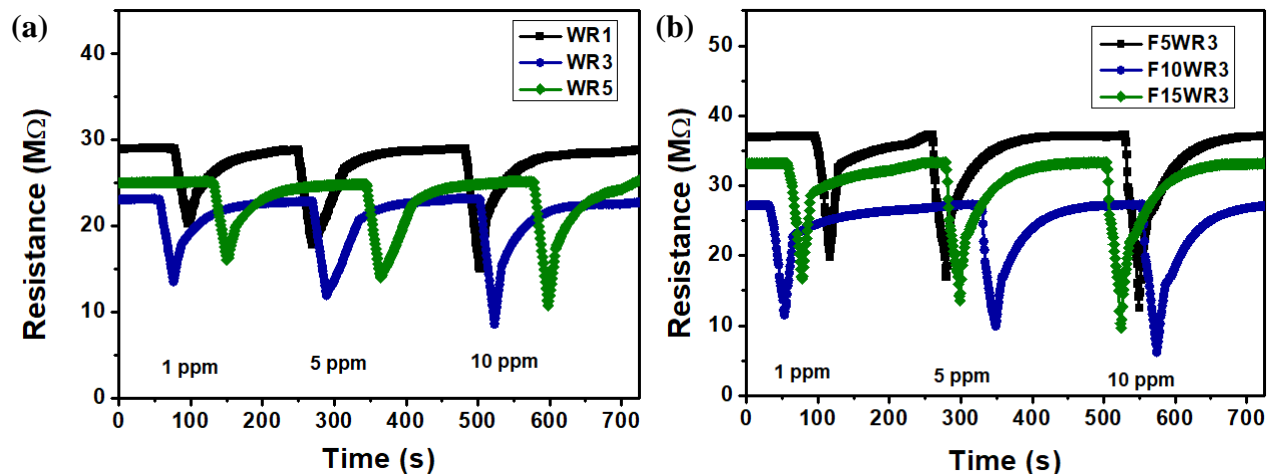 (a)
WR1
WR3
WR5
1 ppm
5 ppm
10 ppm
Resistance (MΩ)
40
30
20
10
0
0 100 200 300 400 500 600 700
Time (s)
(b)
F5WR3
F10WR3
F15WR3
1 ppm
5 ppm
10 ppm
Resistance (MΩ)
50
40
30
20
10
0
0 100 200 300 400 500 600 700
Time (s)